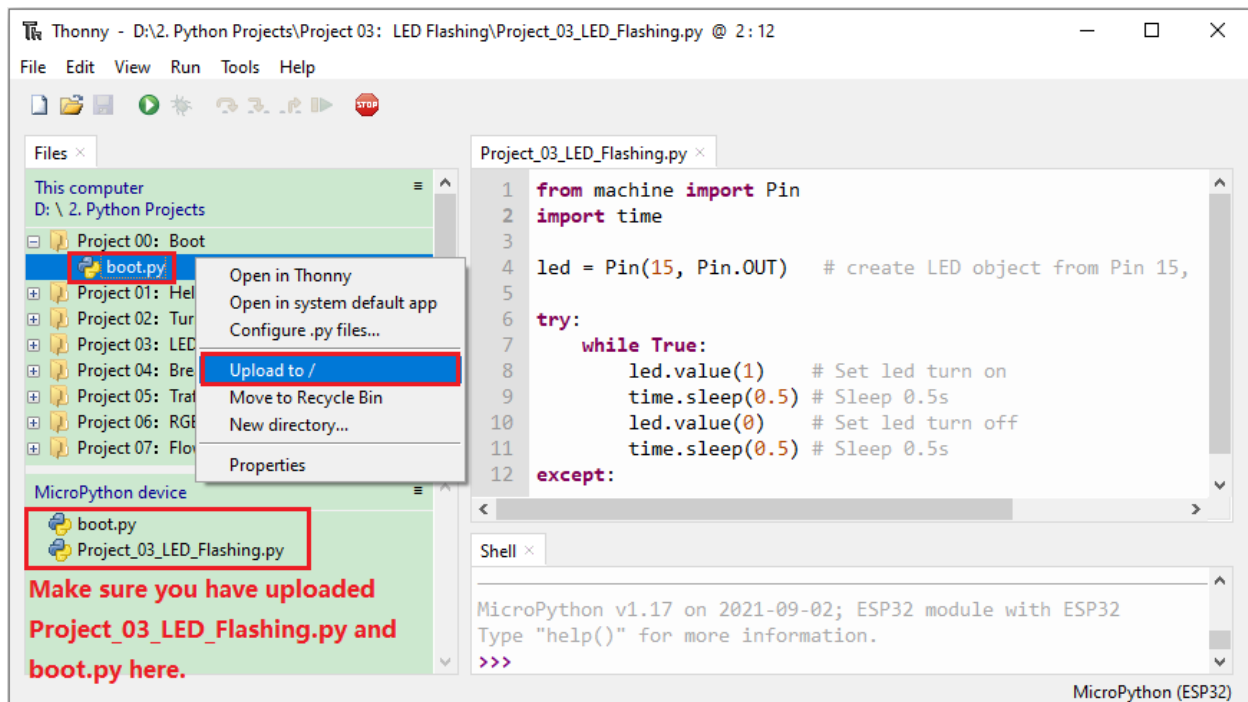 Thonny - D:\2. Python Projects\Project 03: LED Flashing\Project_03_LED_Flashing.py @ 2:12
File Edit View Run Tools Help
STOP
Files
This computer
D: \ 2. Python Projects
Project 00: Boot
boot.py
Project 01: Hel
Project 02: Tur
Project 03: LED
Project 04: Bre
Project 05: Traf
Project 06: RGB
Project 07: Flo
Open in Thonny
Open in system default app
Configure .py files...
Upload to /
Move to Recycle Bin
New directory...
Properties
MicroPython device
boot.py
Project_03_LED_Flashing.py
Make sure you have uploaded
Project_03_LED_Flashing.py and
boot.py here.
Project_03_LED_Flashing.py
1 from machine import Pin
2 import time
3
4 led = Pin(15, Pin.OUT) # create LED object from Pin 15,
5
6 try:
7 while True:
8 led.value(1) # Set led turn on
9 time.sleep(0.5) # Sleep 0.5s
10 led.value(0) # Set led turn off
11 time.sleep(0.5) # Sleep 0.5s
12 except:
Shell
MicroPython v1.17 on 2021-09-02; ESP32 module with ESP32
Type "help()" for more information.
>>>
MicroPython (ESP32)